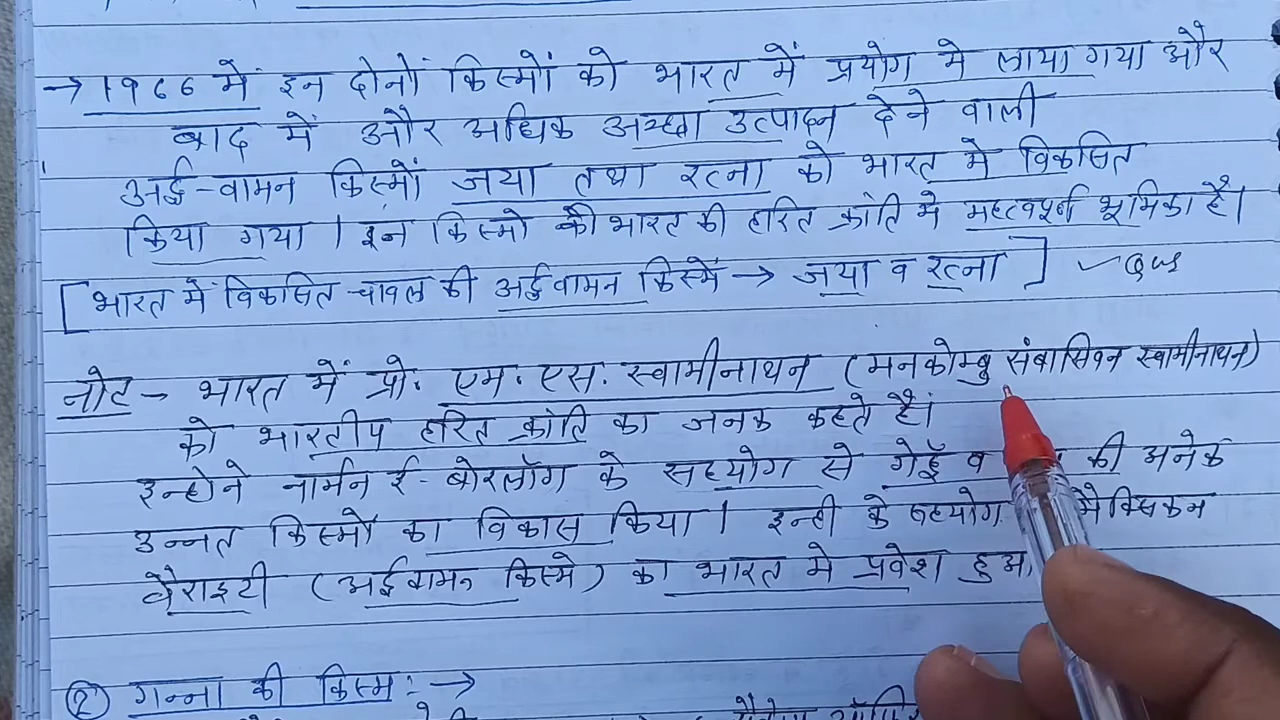 → 1966 में इन दोनों किस्मों को भारत में प्रयोग मे लाया गया और
बाद में और अधिक अच्छा उत्पादन देने वाली
अर्द्ध-वामन किस्मों जया तथा रत्ना को भारत मे विकसित
किया गया । इन किस्मो की भारत की हरित क्रांति मे महत्वपूर्ण भूमिका है।
[भारत में विकसित चावल की अर्द्धवामन किस्में → जया व रत्ना] ✓Qus
नोट - भारत में प्रो. एम. एस. स्वामीनाथन (मनकोम्बु संबासिवन स्वामीनाथन)
को भारतीय हरित क्रांति का जनक कहते हैं।
इन्होने नार्मन ई-बोरलॉग के सहयोग से गेहूँ व की अनेक
उन्नत किस्मों का विकास किया । इन्ही के सहयोग मैक्सिकन
वैराइटी (अर्द्धवामन किस्मे) का भारत मे प्रवेश हुआ
② गन्ना की किस्म : →